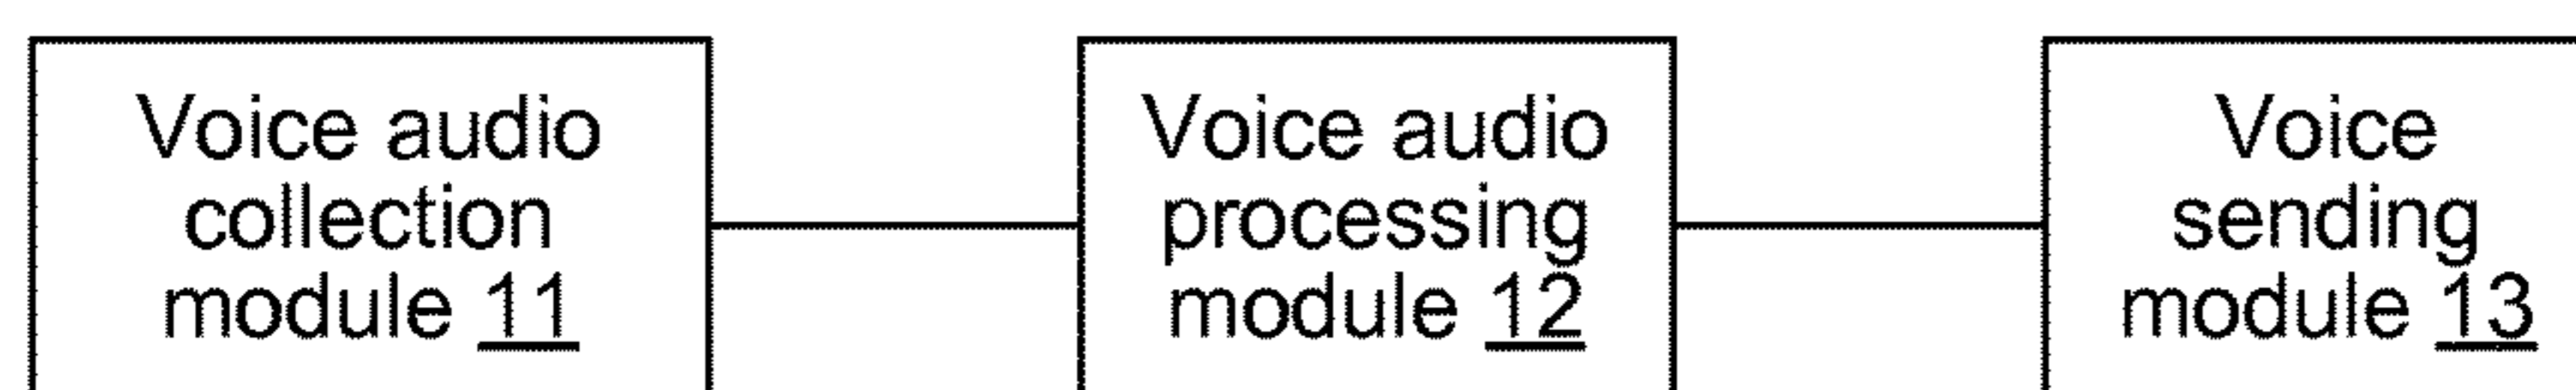 Voice audio
collection
module 11
Voice audio
processing
module 12
Voice
sending
module 13